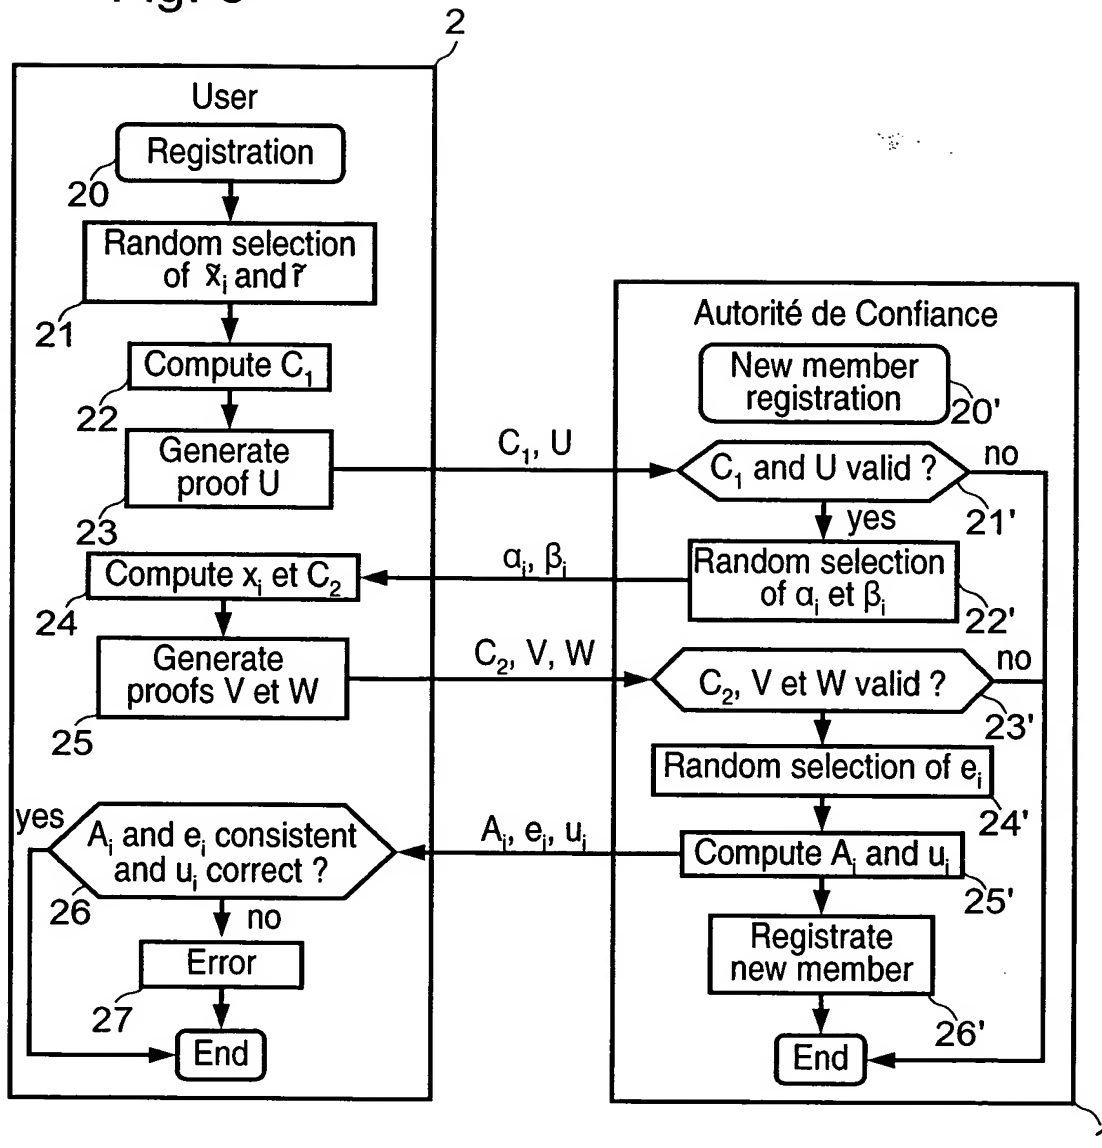 2
User
Registration
20
Random selection
of x̃ᵢ and r̃
21
Compute C₁
22
Generate
proof U
23
C₁, U
Autorité de Confiance
New member
registration
20'
C₁ and U valid ?
no
21'
yes
Random selection
of αᵢ et βᵢ
22'
αᵢ, βᵢ
Compute xᵢ et C₂
24
Generate
proofs V et W
25
C₂, V, W
C₂, V et W valid ?
no
23'
Random selection of eᵢ
24'
Compute Aᵢ and uᵢ
25'
Aᵢ, eᵢ, uᵢ
yes
Aᵢ and eᵢ consistent
and uᵢ correct ?
26
no
Error
27
End
Registrate
new member
26'
End